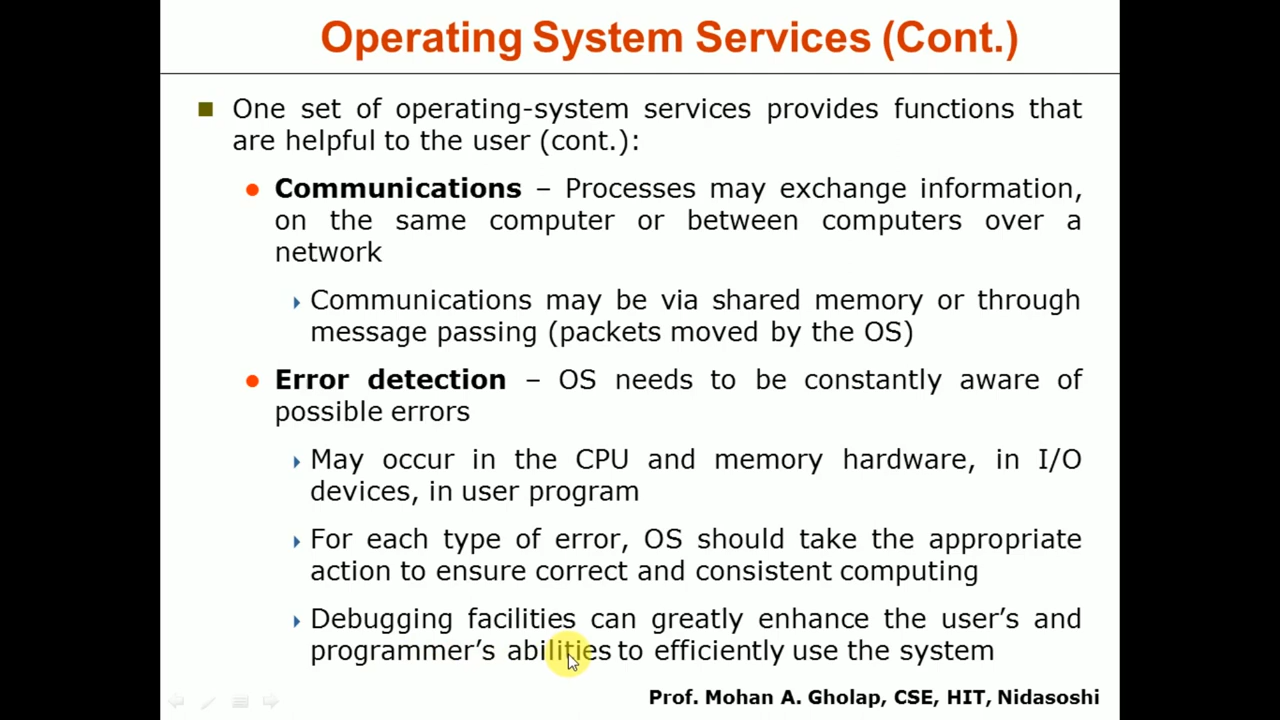 Operating System Services (Cont.)
One set of operating-system services provides functions that
are helpful to the user (cont.):
Communications – Processes may exchange information,
on the same computer or between computers over a
network
Communications may be via shared memory or through
message passing (packets moved by the OS)
Error detection – OS needs to be constantly aware of
possible errors
May occur in the CPU and memory hardware, in I/O
devices, in user program
For each type of error, OS should take the appropriate
action to ensure correct and consistent computing
Debugging facilities can greatly enhance the user’s and
programmer’s abilities to efficiently use the system
Prof. Mohan A. Gholap, CSE, HIT, Nidasoshi